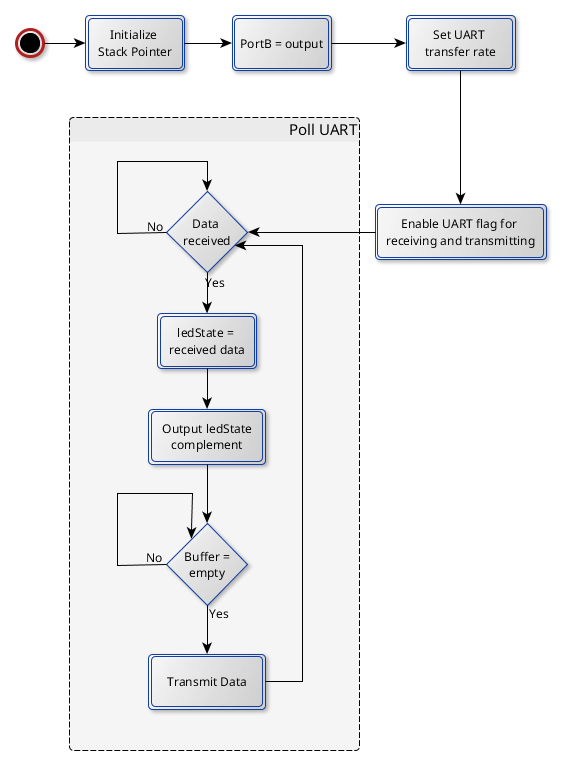 Initialize
Stack Pointer
PortB = output
Set UART
transfer rate
Enable UART flag for
receiving and transmitting
Poll UART
Data
received
No
Yes
ledState =
received data
Output ledState
complement
Buffer =
empty
No
Yes
Transmit Data